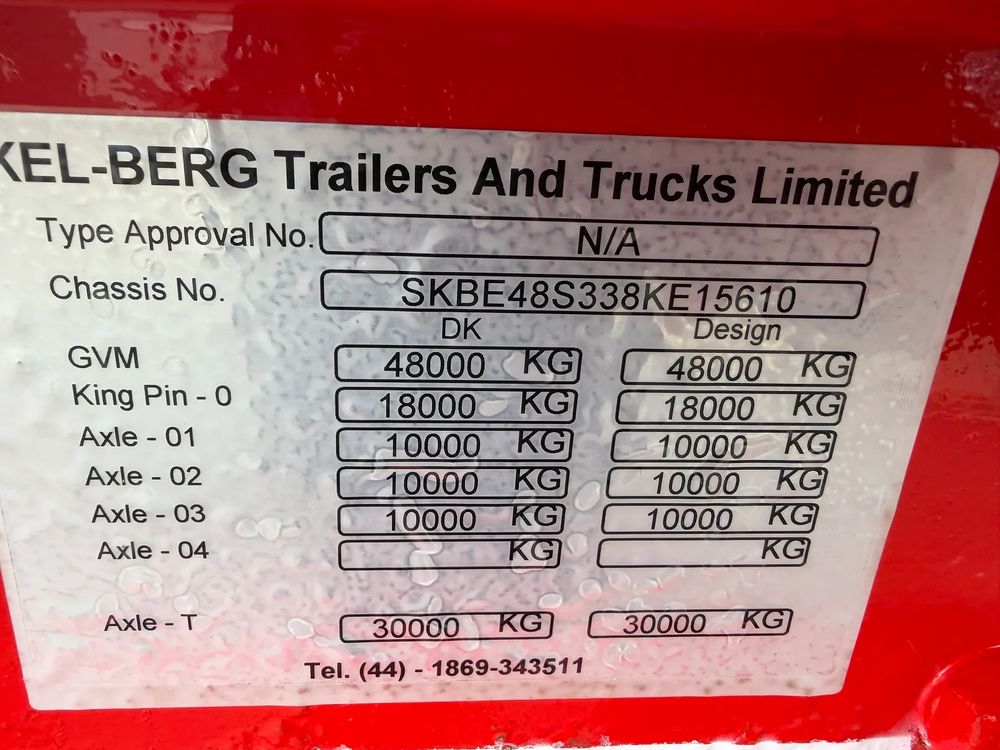 KEL-BERG Trailers And Trucks Limited
Type Approval No. N/A
Chassis No. SKBE48S338KE15610
DK Design
GVM 48000 KG 48000 KG
King Pin - 0 18000 KG 18000 KG
Axle - 01 10000 KG 10000 KG
Axle - 02 10000 KG 10000 KG
Axle - 03 10000 KG 10000 KG
Axle - 04 KG KG
Axle - T 30000 KG 30000 KG
Tel. (44) - 1869-343511